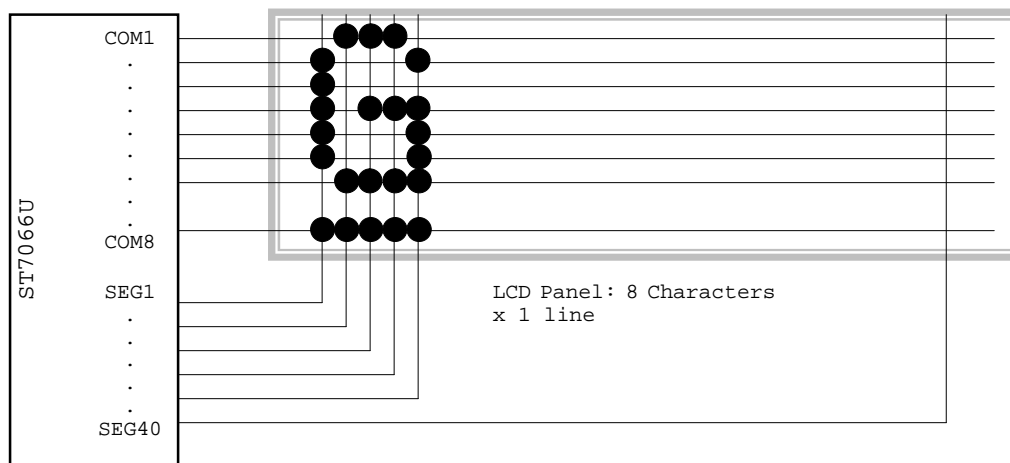 COM1
.
.
.
.
.
.
.
COM8
ST7066U
SEG1
.
.
.
.
.
SEG40
LCD Panel: 8 Characters
x 1 line